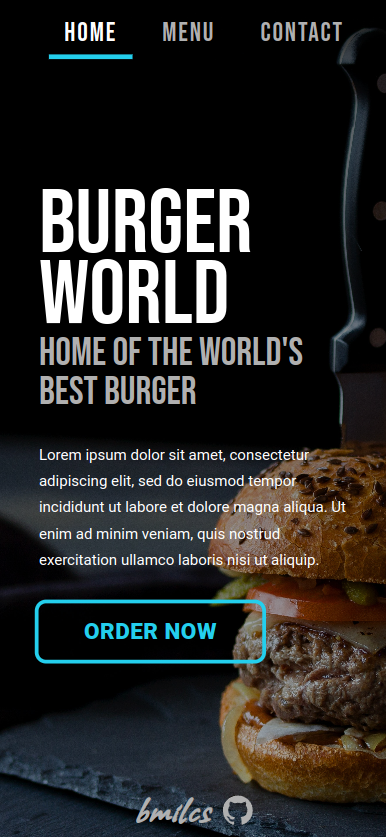 HOME MENU CONTACT
BURGER
WORLD
HOME OF THE WORLD'S
BEST BURGER
Lorem ipsum dolor sit amet, consectetur
adipiscing elit, sed do eiusmod tempor
incididunt ut labore et dolore magna aliqua. Ut
enim ad minim veniam, quis nostrud
exercitation ullamco laboris nisi ut aliquip.
ORDER NOW
bmilcs